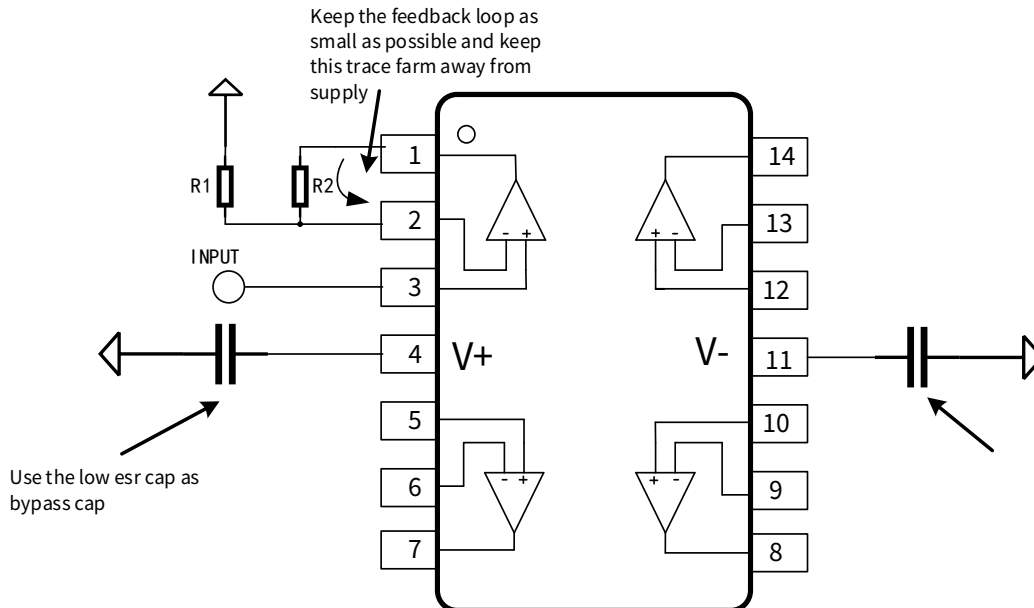 Keep the feedback loop as
small as possible and keep
this trace farm away from
supply
R1
R2
INPUT
1
2
3
4
5
6
7
V+
V-
14
13
12
11
10
9
8
- +
+ -
- +
+ -
Use the low esr cap as
bypass cap